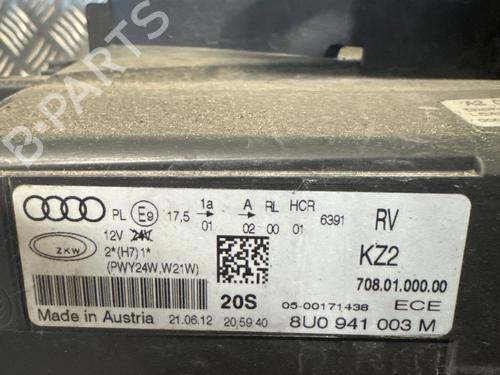 PL E9 17,5 1a A RL HCR 6391 RV
01 02 00 01
ZKW 12V 24V
2*(H7)1*
(PWY24W,W21W)
KZ2
708.01.000.00
20S 05-00171438 ECE
Made in Austria 21.06.12 20:59:40 8U0 941 003 M
B-PARTS